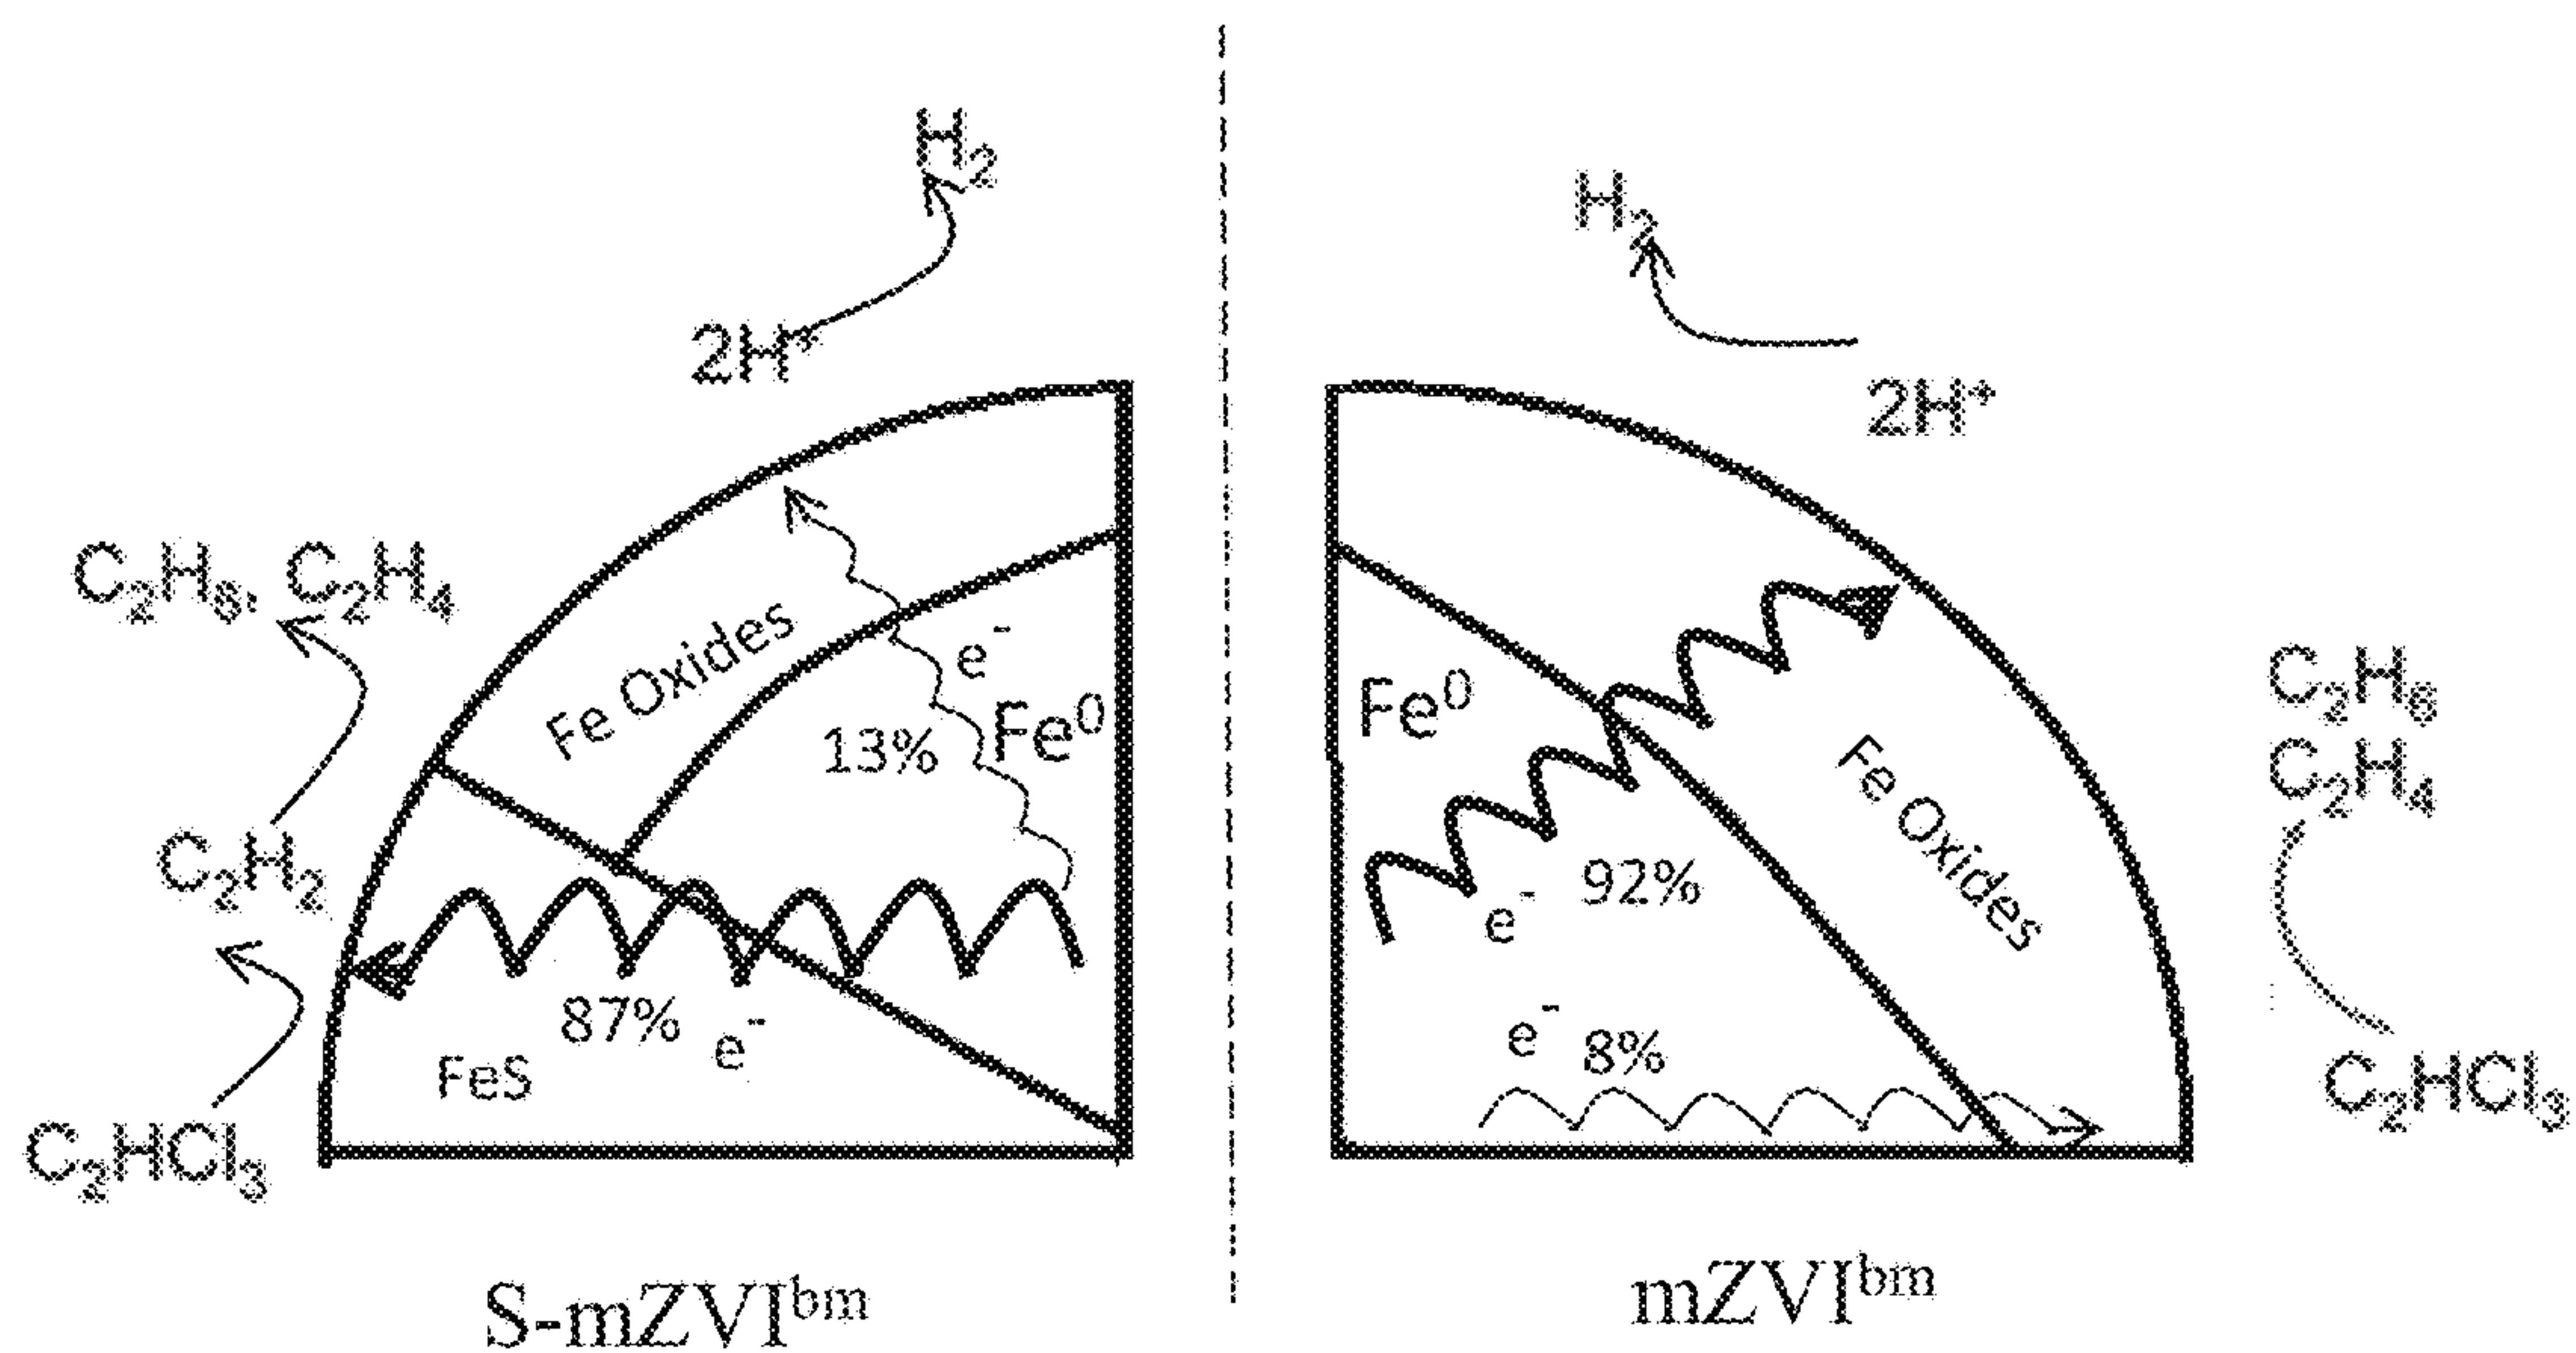 H₂
2H⁺
C₂H₆, C₂H₄
Fe Oxides
e⁻
13%
Fe⁰
C₂H₂
87%
e⁻
FeS
C₂HCl₃
S-mZVIᵇᵐ
H₂
2H⁺
Fe⁰
Fe Oxides
C₂H₆
C₂H₄
e⁻ 92%
e⁻ 8%
C₂HCl₃
mZVIᵇᵐ